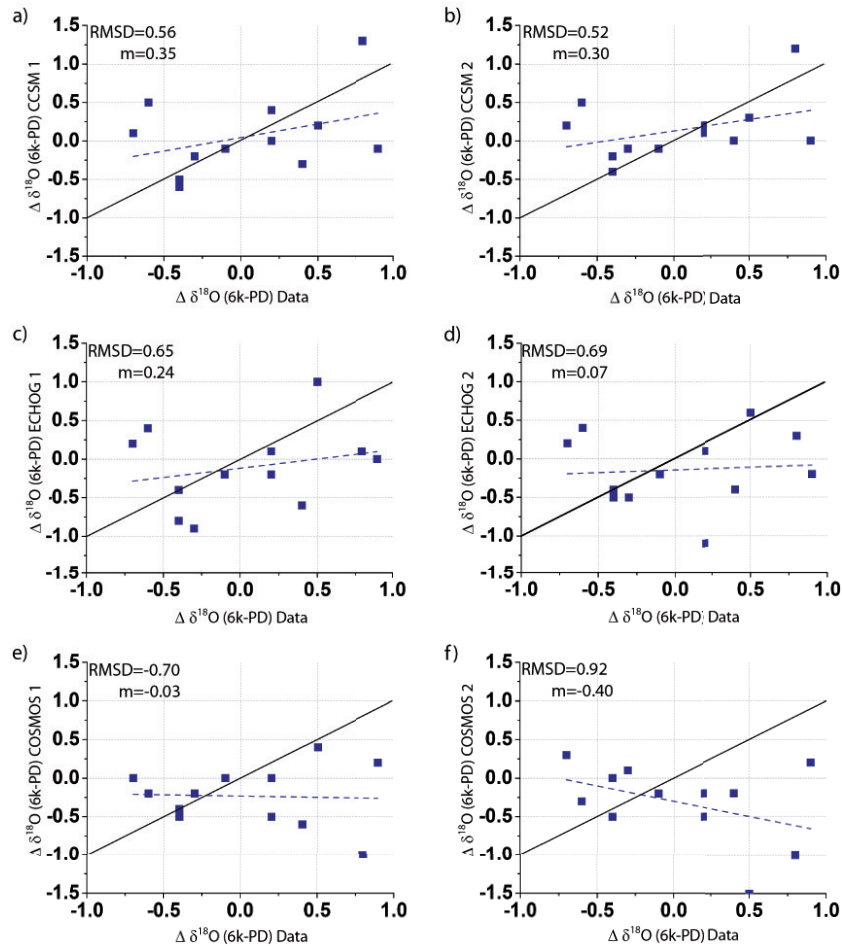 a)
RMSD=0.56
m=0.35
Δ δ¹⁸O (6k-PD) CCSM 1
1.5
1.0
0.5
0.0
-0.5
-1.0
-1.5
-1.0 -0.5 0.0 0.5 1.0
Δ δ¹⁸O (6k-PD) Data
b)
RMSD=0.52
m=0.30
Δ δ¹⁸O (6k-PD) CCSM 2
1.5
1.0
0.5
0.0
-0.5
-1.0
-1.5
-1.0 -0.5 0.0 0.5 1.0
Δ δ¹⁸O (6k-PD) Data
c)
RMSD=0.65
m=0.24
Δ δ¹⁸O (6k-PD) ECHOG 1
1.5
1.0
0.5
0.0
-0.5
-1.0
-1.5
-1.0 -0.5 0.0 0.5 1.0
Δ δ¹⁸O (6k-PD) Data
d)
RMSD=0.69
m=0.07
Δ δ¹⁸O (6k-PD) ECHOG 2
1.5
1.0
0.5
0.0
-0.5
-1.0
-1.5
-1.0 -0.5 0.0 0.5 1.0
Δ δ¹⁸O (6k-PD) Data
e)
RMSD=-0.70
m=-0.03
Δ δ¹⁸O (6k-PD) COSMOS 1
1.5
1.0
0.5
0.0
-0.5
-1.0
-1.5
-1.0 -0.5 0.0 0.5 1.0
Δ δ¹⁸O (6k-PD) Data
f)
RMSD=0.92
m=-0.40
Δ δ¹⁸O (6k-PD) COSMOS 2
1.5
1.0
0.5
0.0
-0.5
-1.0
-1.5
-1.0 -0.5 0.0 0.5 1.0
Δ δ¹⁸O (6k-PD) Data